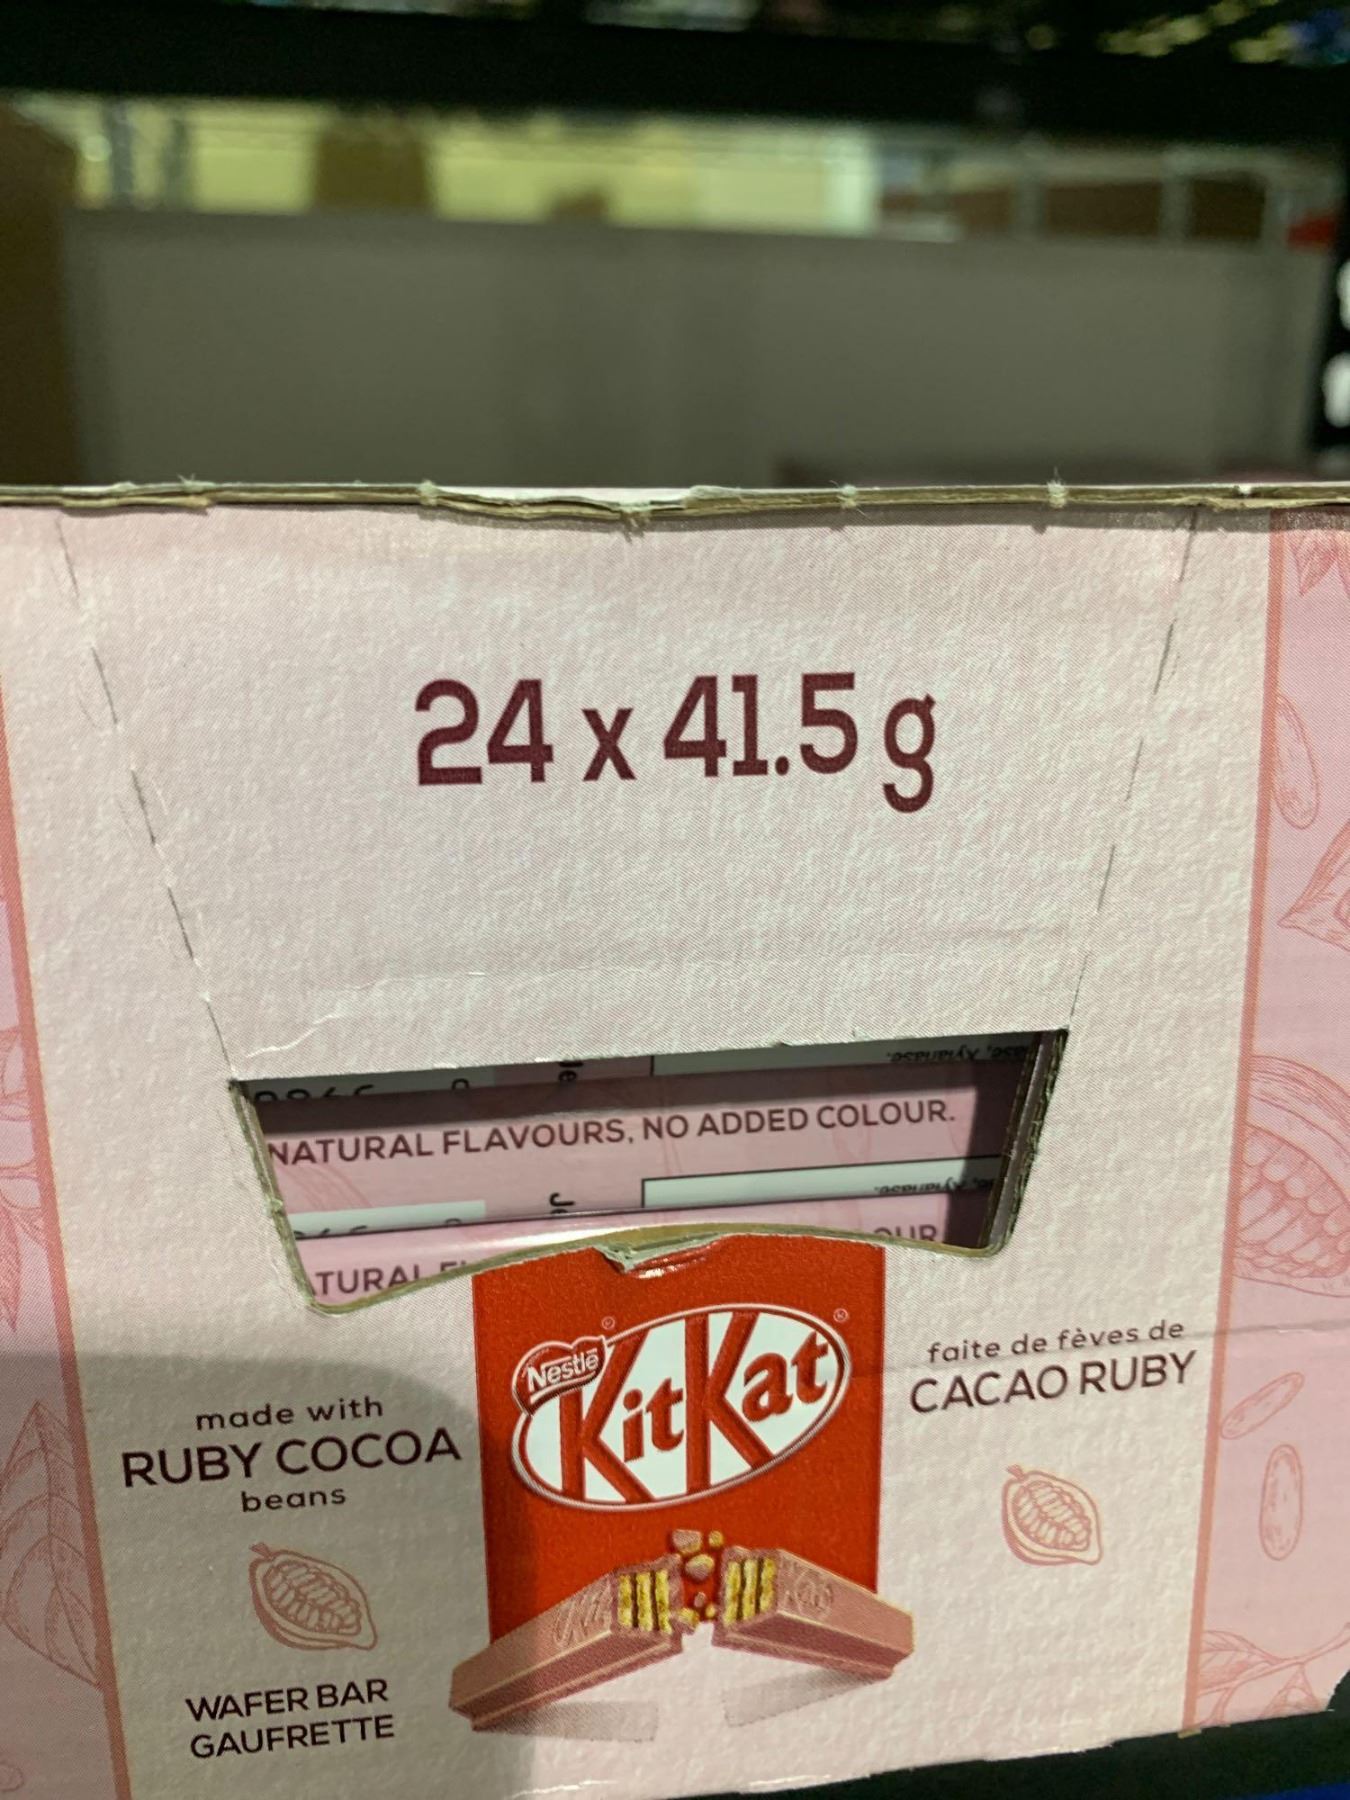 24 x 41.5 g
NATURAL FLAVOURS, NO ADDED COLOUR.
Nestlé
KitKat
made with
RUBY COCOA
beans
faite de fèves de
CACAO RUBY
WAFER BAR
GAUFRETTE